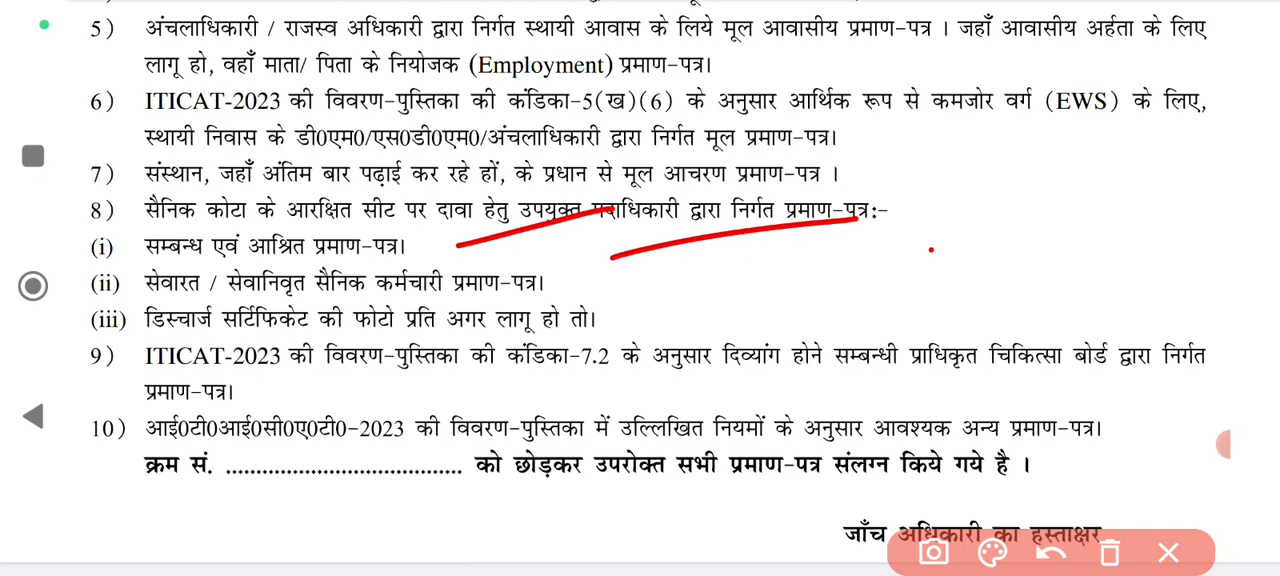 5) अंचलाधिकारी / राजस्व अधिकारी द्वारा निर्गत स्थायी आवास के लिये मूल आवासीय प्रमाण-पत्र । जहाँ आवासीय अर्हता के लिए
लागू हो, वहाँ माता/ पिता के नियोजक (Employment) प्रमाण-पत्र।
6) ITICAT-2023 की विवरण-पुस्तिका की कंडिका-5(ख)(6) के अनुसार आर्थिक रूप से कमजोर वर्ग (EWS) के लिए,
स्थायी निवास के डी0एम0/एस0डी0एम0/अंचलाधिकारी द्वारा निर्गत मूल प्रमाण-पत्र।
7) संस्थान, जहाँ अंतिम बार पढ़ाई कर रहे हों, के प्रधान से मूल आचरण प्रमाण-पत्र ।
8) सैनिक कोटा के आरक्षित सीट पर दावा हेतु उपयुक्त पदाधिकारी द्वारा निर्गत प्रमाण-पत्र:-
(i) सम्बन्ध एवं आश्रित प्रमाण-पत्र।
(ii) सेवारत / सेवानिवृत सैनिक कर्मचारी प्रमाण-पत्र।
(iii) डिस्चार्ज सर्टिफिकेट की फोटो प्रति अगर लागू हो तो।
9) ITICAT-2023 की विवरण-पुस्तिका की कंडिका-7.2 के अनुसार दिव्यांग होने सम्बन्धी प्राधिकृत चिकित्सा बोर्ड द्वारा निर्गत
प्रमाण-पत्र।
10) आई0टी0आई0सी0ए0टी0-2023 की विवरण-पुस्तिका में उल्लिखित नियमों के अनुसार आवश्यक अन्य प्रमाण-पत्र।
क्रम सं. ...................................... को छोड़कर उपरोक्त सभी प्रमाण-पत्र संलग्न किये गये है ।
जाँच अधिकारी का हस्ताक्षर